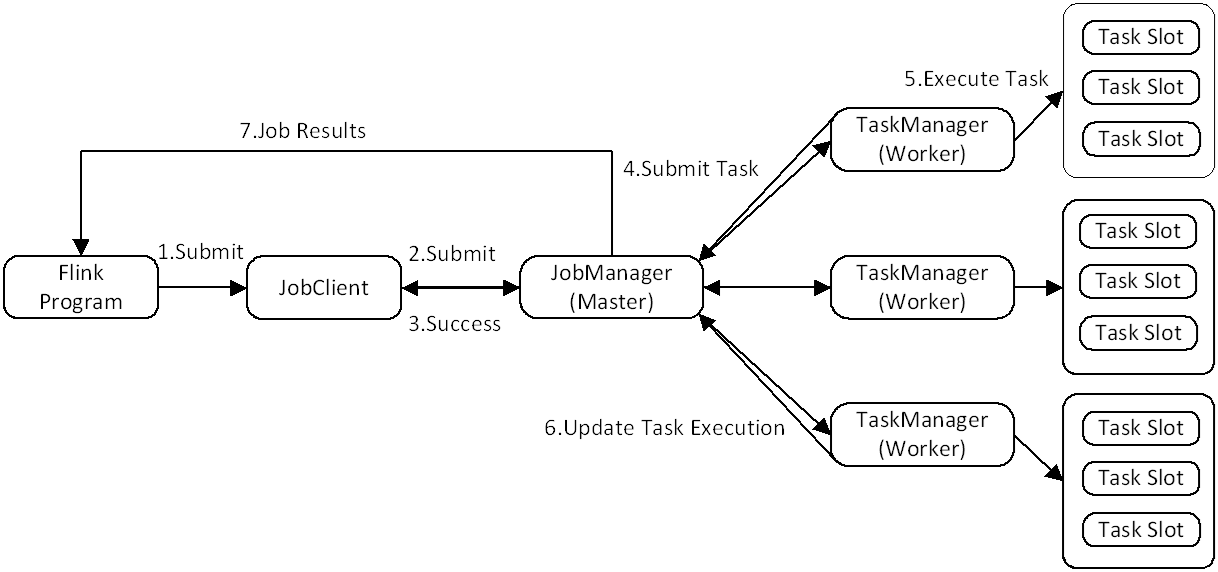 7.Job Results
1.Submit
Flink
Program
JobClient
2.Submit
3.Success
JobManager
(Master)
4.Submit Task
5.Execute Task
6.Update Task Execution
TaskManager
(Worker)
Task Slot
Task Slot
Task Slot
TaskManager
(Worker)
Task Slot
Task Slot
Task Slot
TaskManager
(Worker)
Task Slot
Task Slot
Task Slot